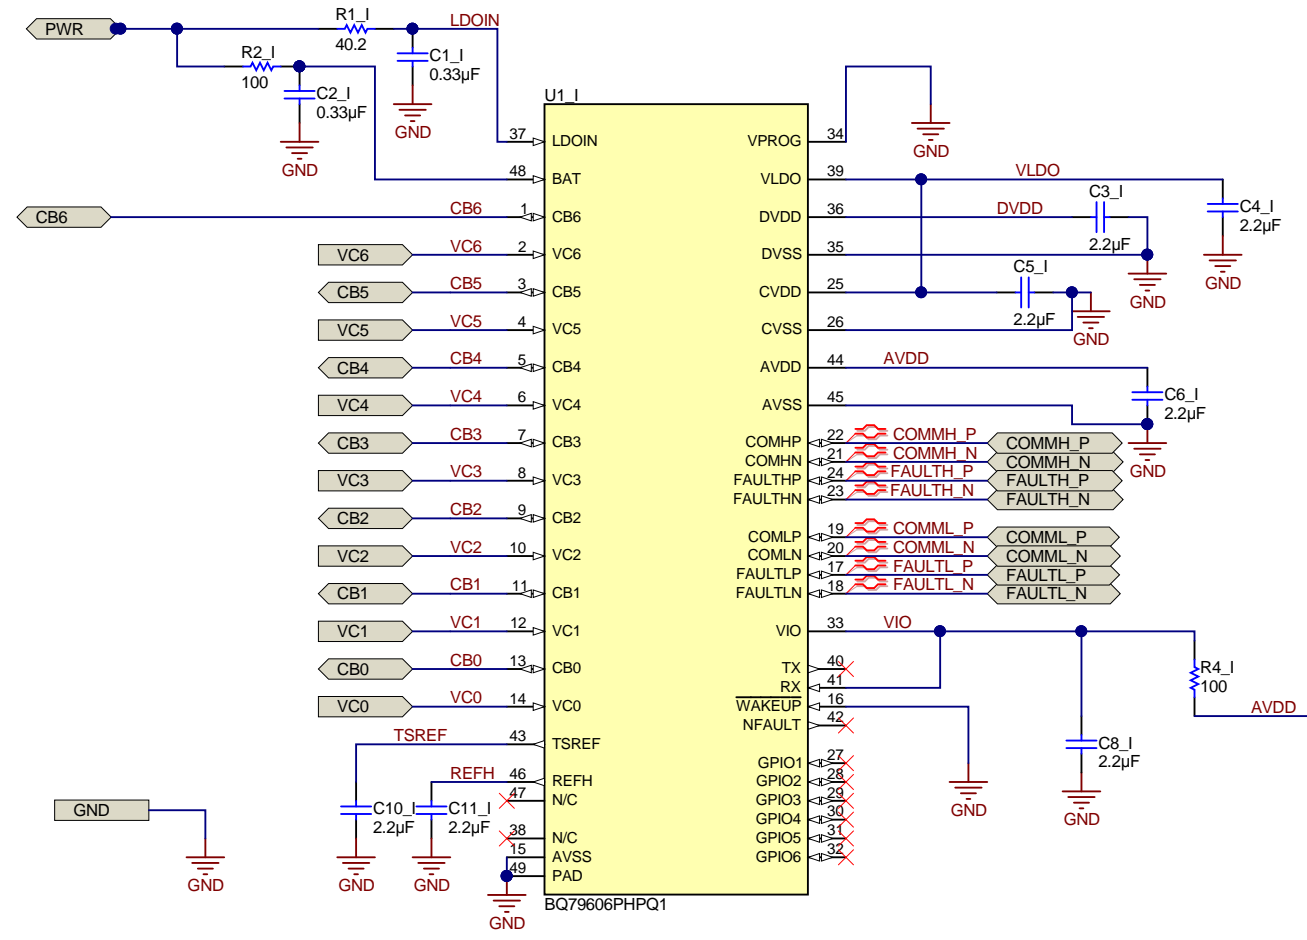 PWR
R1_I
40.2
LDOIN
C1_I
0.33µF
GND
R2_I
100
C2_I
0.33µF
GND
U1_I
37 LDOIN
48 BAT
CB6 CB6 1 CB6
VC6 VC6 2 VC6
CB5 CB5 3 CB5
VC5 VC5 4 VC5
CB4 CB4 5 CB4
VC4 VC4 6 VC4
CB3 CB3 7 CB3
VC3 VC3 8 VC3
CB2 CB2 9 CB2
VC2 VC2 10 VC2
CB1 CB1 11 CB1
VC1 VC1 12 VC1
CB0 CB0 13 CB0
VC0 VC0 14 VC0
TSREF 43 TSREF
REFH 46 REFH
47 N/C
38 N/C
15 AVSS
49 PAD
C10_I
2.2µF
GND
C11_I
2.2µF
GND
GND
GND
GND
BQ79606PHPQ1
VPROG 34
GND
VLDO 39 VLDO
C4_I
2.2µF
GND
DVDD 36 DVDD
C3_I
2.2µF
DVSS 35
GND
CVDD 25
C5_I
2.2µF
GND
CVSS 26
AVDD 44 AVDD
C6_I
2.2µF
AVSS 45
GND
COMHP 22 COMMH_P COMMH_P
COMHN 21 COMMH_N COMMH_N
FAULTHP 24 FAULTH_P FAULTH_P
FAULTHN 23 FAULTH_N FAULTH_N
COMLP 19 COMML_P COMML_P
COMLN 20 COMML_N COMML_N
FAULTLP 17 FAULTL_P FAULTL_P
FAULTLN 18 FAULTL_N FAULTL_N
VIO 33 VIO
TX 40
RX 41
WAKEUP 16
NFAULT 42
GPIO1 27
GPIO2 28
GPIO3 29
GPIO4 30
GPIO5 31
GPIO6 32
R4_I
100
AVDD
C8_I
2.2µF
GND
GND